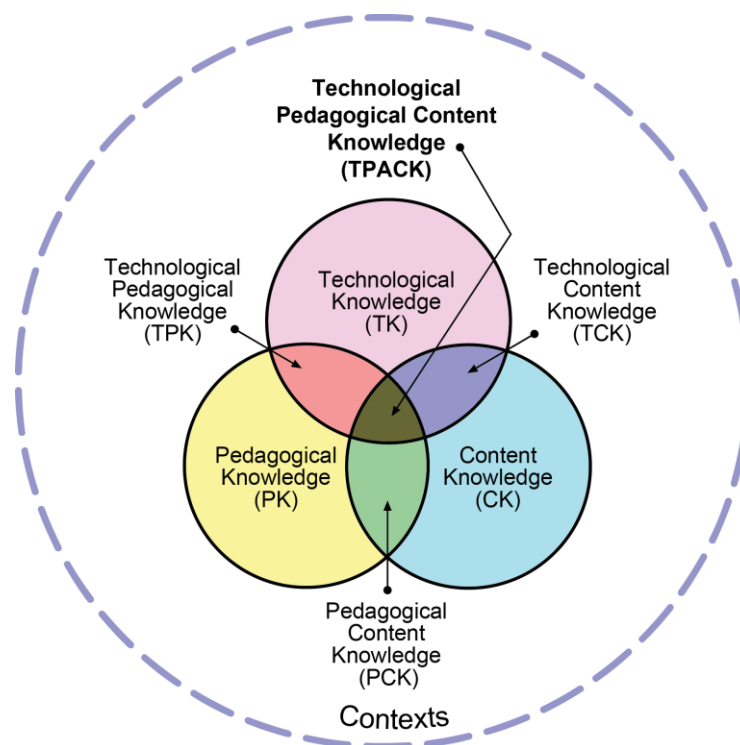 Technological
Pedagogical Content
Knowledge
(TPACK)
Technological
Pedagogical
Knowledge
(TPK)
Technological
Knowledge
(TK)
Technological
Content
Knowledge
(TCK)
Pedagogical
Knowledge
(PK)
Content
Knowledge
(CK)
Pedagogical
Content
Knowledge
(PCK)
Contexts